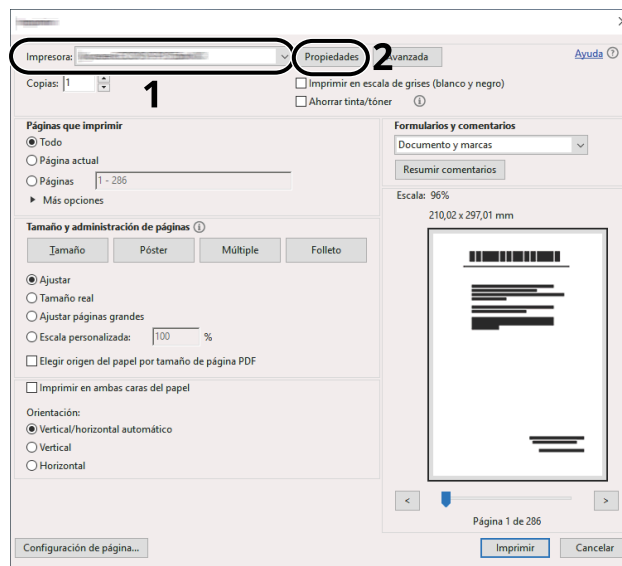 Impresora:
Propiedades
2
Avanzada
Ayuda
Copias: 1
1
Imprimir en escala de grises (blanco y negro)
Ahorrar tinta/tóner
Páginas que imprimir
Todo
Página actual
Páginas 1 - 286
Más opciones
Tamaño y administración de páginas
Tamaño Póster Múltiple Folleto
Ajustar
Tamaño real
Ajustar páginas grandes
Escala personalizada: 100 %
Elegir origen del papel por tamaño de página PDF
Imprimir en ambas caras del papel
Orientación:
Vertical/horizontal automático
Vertical
Horizontal
Formularios y comentarios
Documento y marcas
Resumir comentarios
Escala: 96%
210,02 x 297,01 mm
< >
Página 1 de 286
Configuración de página...
Imprimir
Cancelar